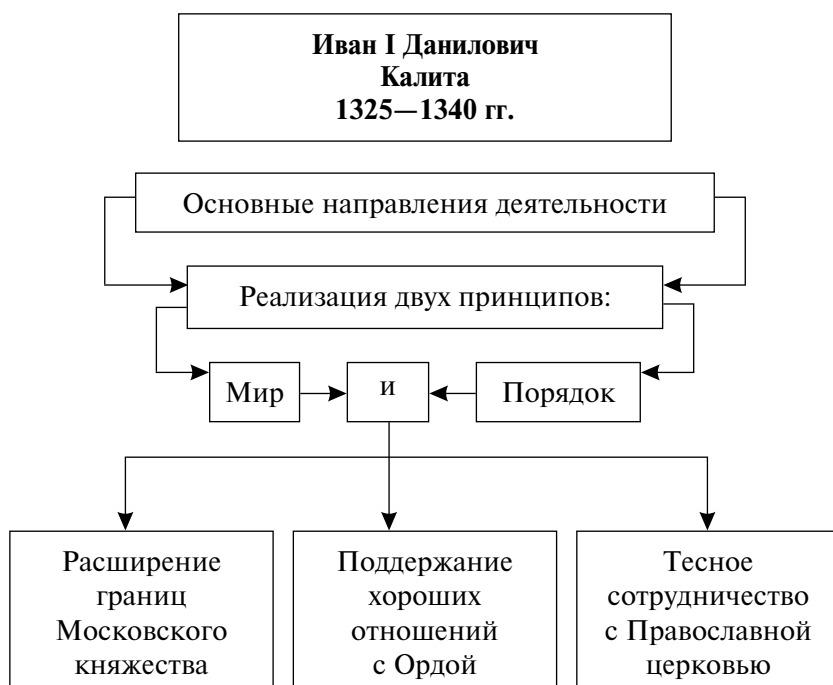 Иван I Данилович
Калита
1325—1340 гг.
Основные направления деятельности
Реализация двух принципов:
Мир
и
Порядок
Расширение
границ
Московского
княжества
Поддержание
хороших
отношений
с Ордой
Тесное
сотрудничество
с Православной
церковью